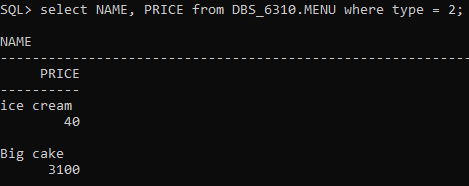 SQL> select NAME, PRICE from DBS_6310.MENU where type = 2;
NAME
--------------------------------------------------------------------------------
PRICE
----------
ice cream
40
Big cake
3100